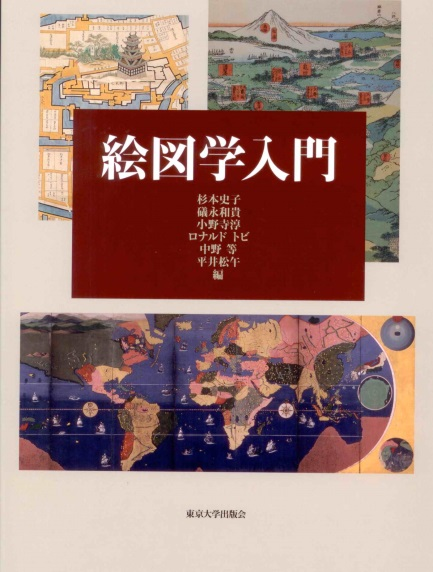 絵図学入門
杉本史子
礒永和貴
小野寺淳
ロナルド トビ
中野 等
平井松午
編
東京大学出版会